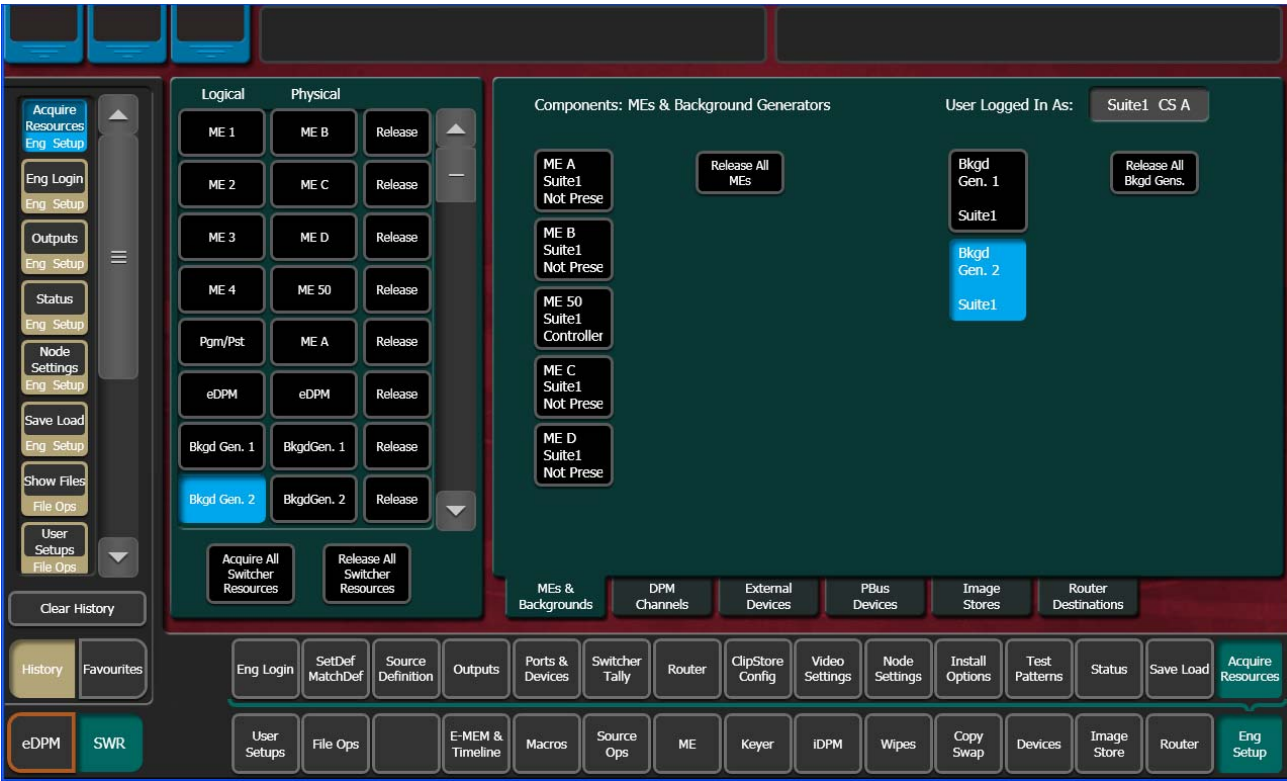 Acquire
Resources
Eng Setup
Eng Login
Eng Setup
Outputs
Eng Setup
Status
Eng Setup
Node
Settings
Eng Setup
Save Load
Eng Setup
Show Files
File Ops
User
Setups
File Ops
Clear History
History Favourites
eDPM SWR
Logical Physical
ME 1 ME B Release
ME 2 ME C Release
ME 3 ME D Release
ME 4 ME 50 Release
Pgm/Pst ME A Release
eDPM eDPM Release
Bkgd Gen. 1 BkgdGen. 1 Release
Bkgd Gen. 2 BkgdGen. 2 Release
Acquire All
Switcher
Resources
Release All
Switcher
Resources
Components: MEs & Background Generators
User Logged In As: Suite1 CS A
ME A
Suite1
Not Prese
ME B
Suite1
Not Prese
ME 50
Suite1
Controller
ME C
Suite1
Not Prese
ME D
Suite1
Not Prese
Release All
MEs
Bkgd
Gen. 1
Suite1
Bkgd
Gen. 2
Suite1
Release All
Bkgd Gens.
MEs &
Backgrounds
DPM
Channels
External
Devices
PBus
Devices
Image
Stores
Router
Destinations
Eng Login
SetDef
MatchDef
Source
Definition
Outputs
Ports &
Devices
Switcher
Tally
Router
ClipStore
Config
Video
Settings
Node
Settings
Install
Options
Test
Patterns
Status
Save Load
Acquire
Resources
User
Setups
File Ops
E-MEM &
Timeline
Macros
Source
Ops
ME
Keyer
iDPM
Wipes
Copy
Swap
Devices
Image
Store
Router
Eng
Setup